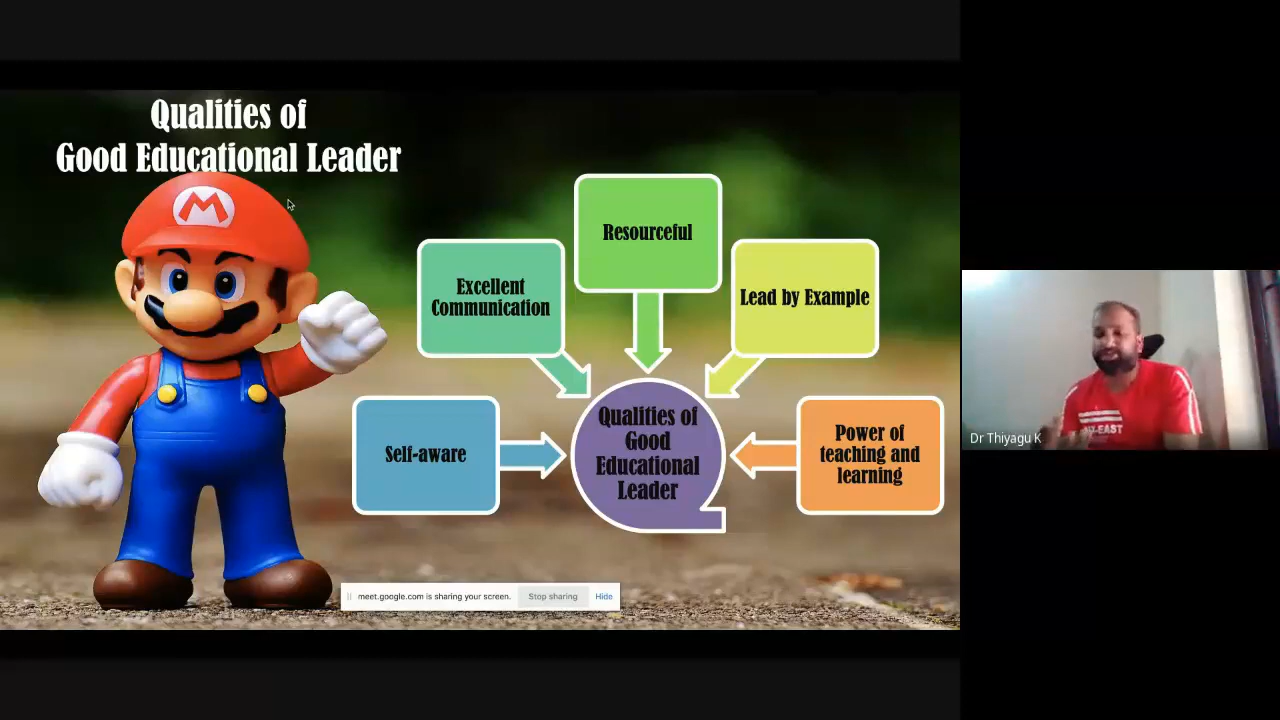 Qualities of
Good Educational Leader
M
Resourceful
Excellent
Communication
Lead by Example
Self-aware
Qualities of
Good
Educational
Leader
Power of
teaching and
learning
Dr Thiyagu K
meet.google.com is sharing your screen.
Stop sharing
Hide